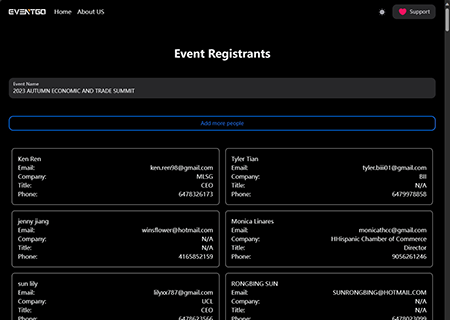 EVENTGO Home About US Support
Event Registrants
Event Name
2023 AUTUMN ECONOMIC AND TRADE SUMMIT
Add more people
Ken Ren
Email: ken.ren98@gmail.com
Company: MLSG
Title: CEO
Phone: 6478326173
Tyler Tian
Email: tyler.biii01@gmail.com
Company: BII
Title: N/A
Phone: 6479978858
jenny jiang
Email: winsflower@hotmail.com
Company: N/A
Title: N/A
Phone: 4165852159
Monica Linares
Email: monicathcc@gmail.com
Company: HHispanic Chamber of Commerce
Title: Director
Phone: 9056261246
sun lily
Email: lilyxx787@gmail.com
Company: UCL
Title: CEO
Phone: 6478623566
RONGBING SUN
Email: SUNRONGBING@HOTMAIL.COM
Company: N/A
Title: N/A
Phone: 6478023099